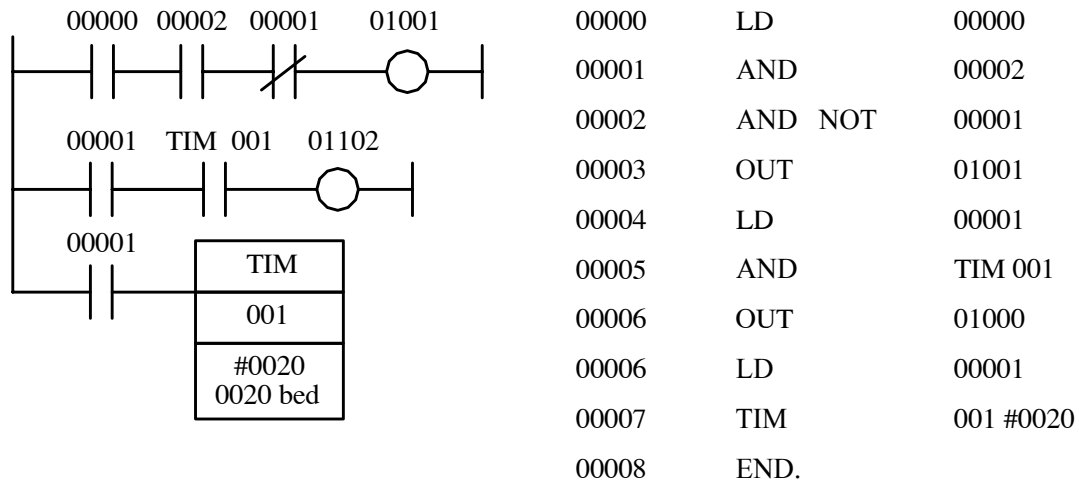 00000 00002 00001 01001
00001 TIM 001 01102
00001
TIM
001
#0020
0020 bed
00000 LD 00000
00001 AND 00002
00002 AND NOT 00001
00003 OUT 01001
00004 LD 00001
00005 AND TIM 001
00006 OUT 01000
00006 LD 00001
00007 TIM 001 #0020
00008 END.